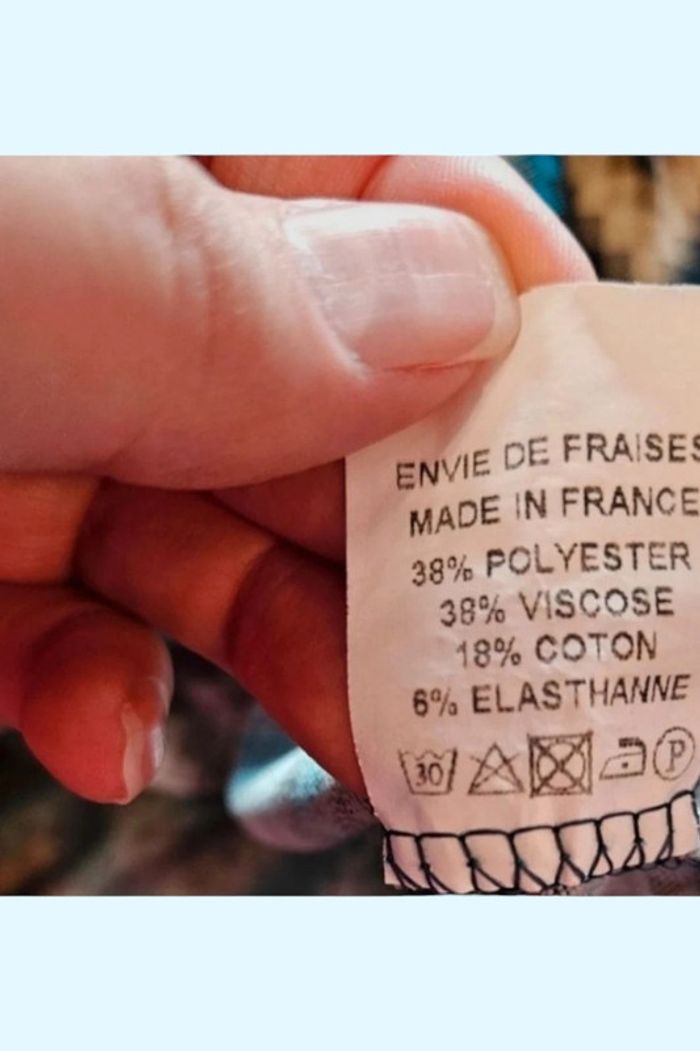 ENVIE DE FRAISES
MADE IN FRANCE
38% POLYESTER
38% VISCOSE
18% COTON
6% ELASTHANNE
30
P